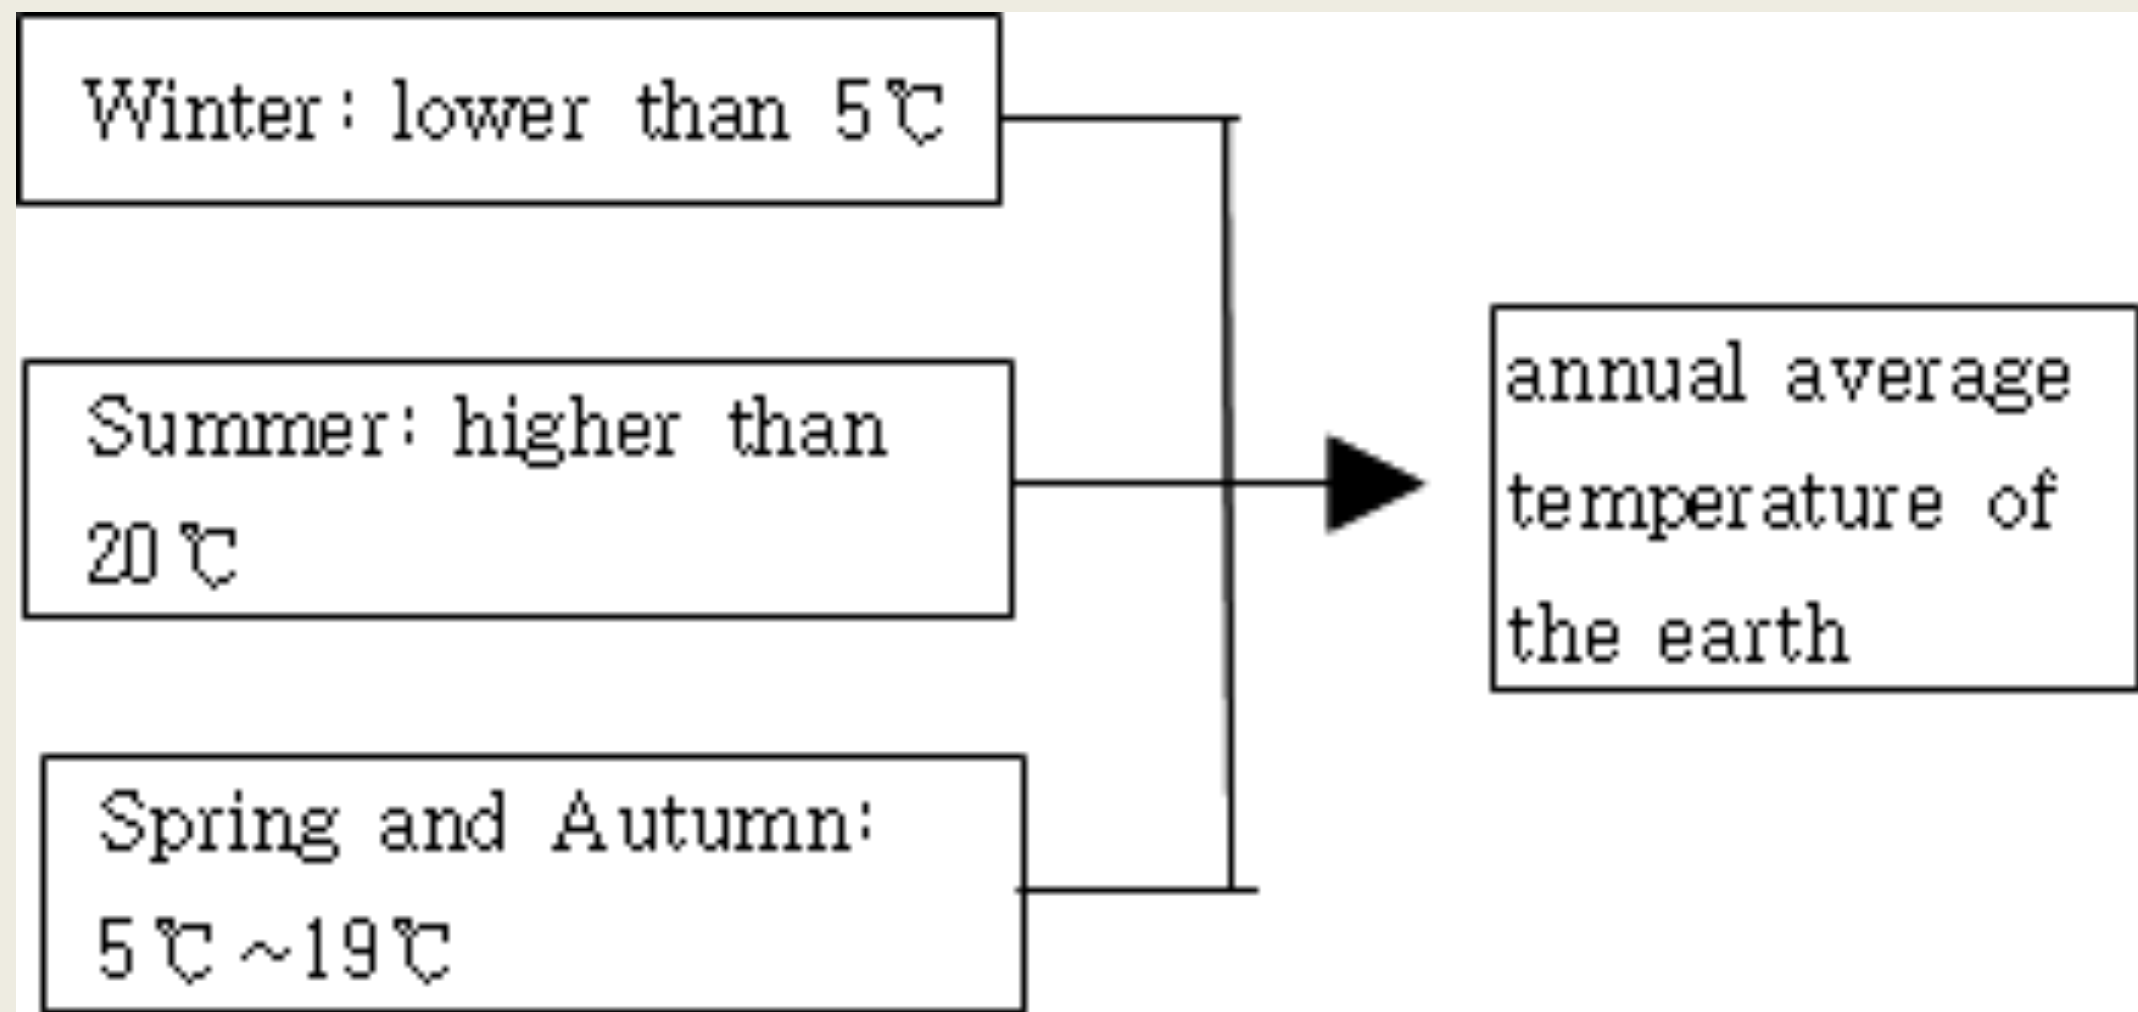 Winter: lower than 5℃
Summer: higher than
20℃
Spring and Autumn:
5℃~19℃
annual average
temperature of
the earth